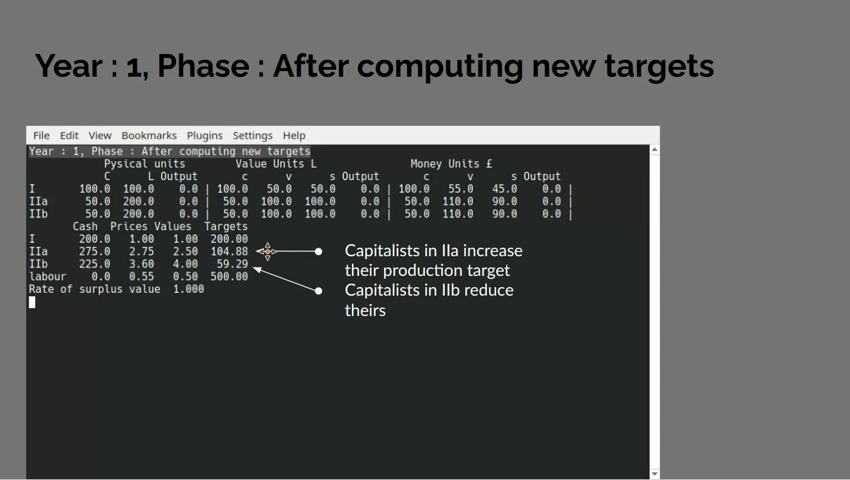 Year : 1, Phase : After computing new targets
File Edit View Bookmarks Plugins Settings Help
Year : 1, Phase : After computing new targets
Pysical units Value Units L Money Units £
C L Output c v s Output c v s Output
I 100.0 100.0 0.0 | 100.0 50.0 50.0 0.0 | 100.0 55.0 45.0 0.0 |
IIa 50.0 200.0 0.0 | 50.0 100.0 100.0 0.0 | 50.0 110.0 90.0 0.0 |
IIb 50.0 200.0 0.0 | 50.0 100.0 100.0 0.0 | 50.0 110.0 90.0 0.0 |
Cash Prices Values Targets
I 200.0 1.00 1.00 200.00
IIa 275.0 2.75 2.50 104.88
IIb 225.0 3.60 4.00 59.29
labour 0.0 0.55 0.50 500.00
Rate of surplus value 1.000
Capitalists in IIa increase
their production target
Capitalists in IIb reduce
theirs